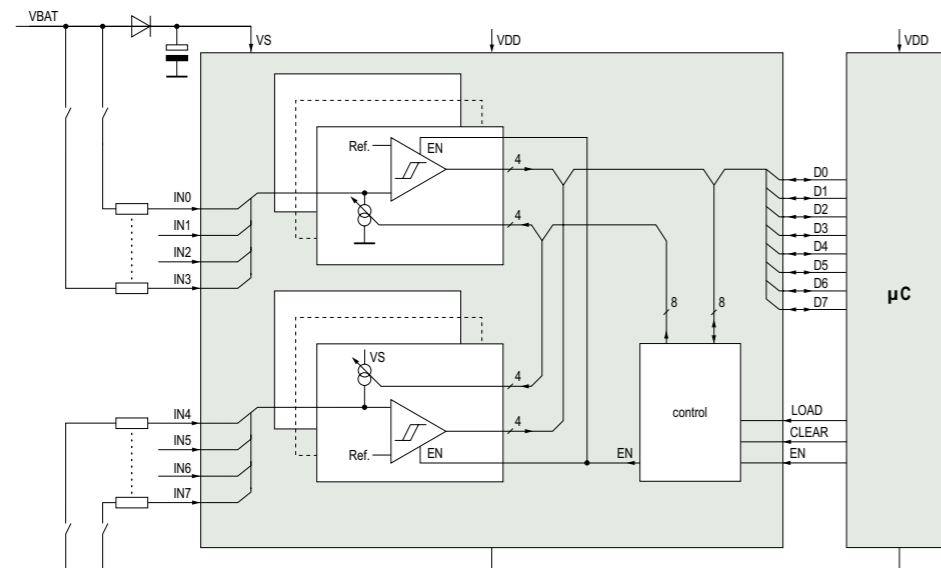 VBAT
VS
VDD
VDD
Ref.
EN
4
D0
D1
IN0
D2
4
IN1
D3
IN2
D4
D5
IN3
D6
µC
D7
8
8
VS
4
control
LOAD
IN4
4
CLEAR
IN5
Ref.
EN
EN
EN
IN6
IN7